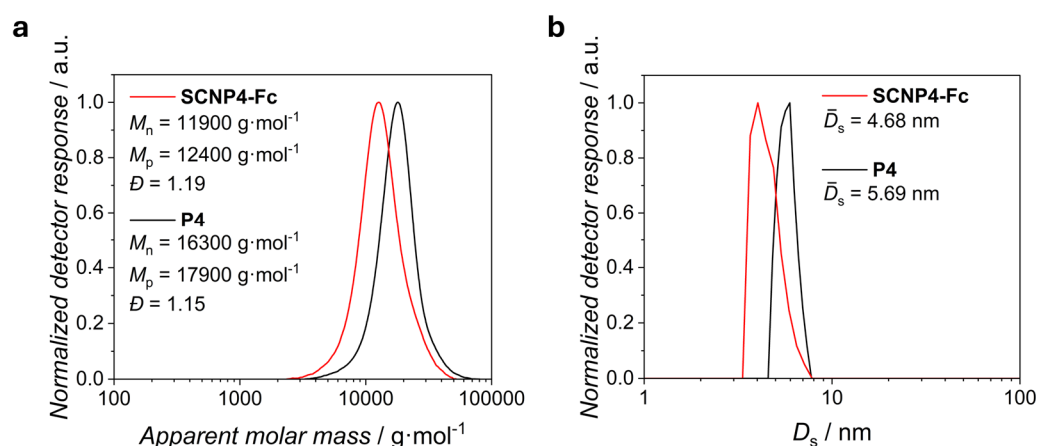 a
Normalized detector response / a.u.
1.0
0.8
0.6
0.4
0.2
0.0
SCNP4-Fc
Mn = 11900 g·mol-1
Mp = 12400 g·mol-1
Đ = 1.19
P4
Mn = 16300 g·mol-1
Mp = 17900 g·mol-1
Đ = 1.15
100
1000
10000
100000
Apparent molar mass / g·mol-1
b
Normalized detector response / a.u.
1.0
0.8
0.6
0.4
0.2
0.0
SCNP4-Fc
D̄s = 4.68 nm
P4
D̄s = 5.69 nm
1
10
100
Ds / nm